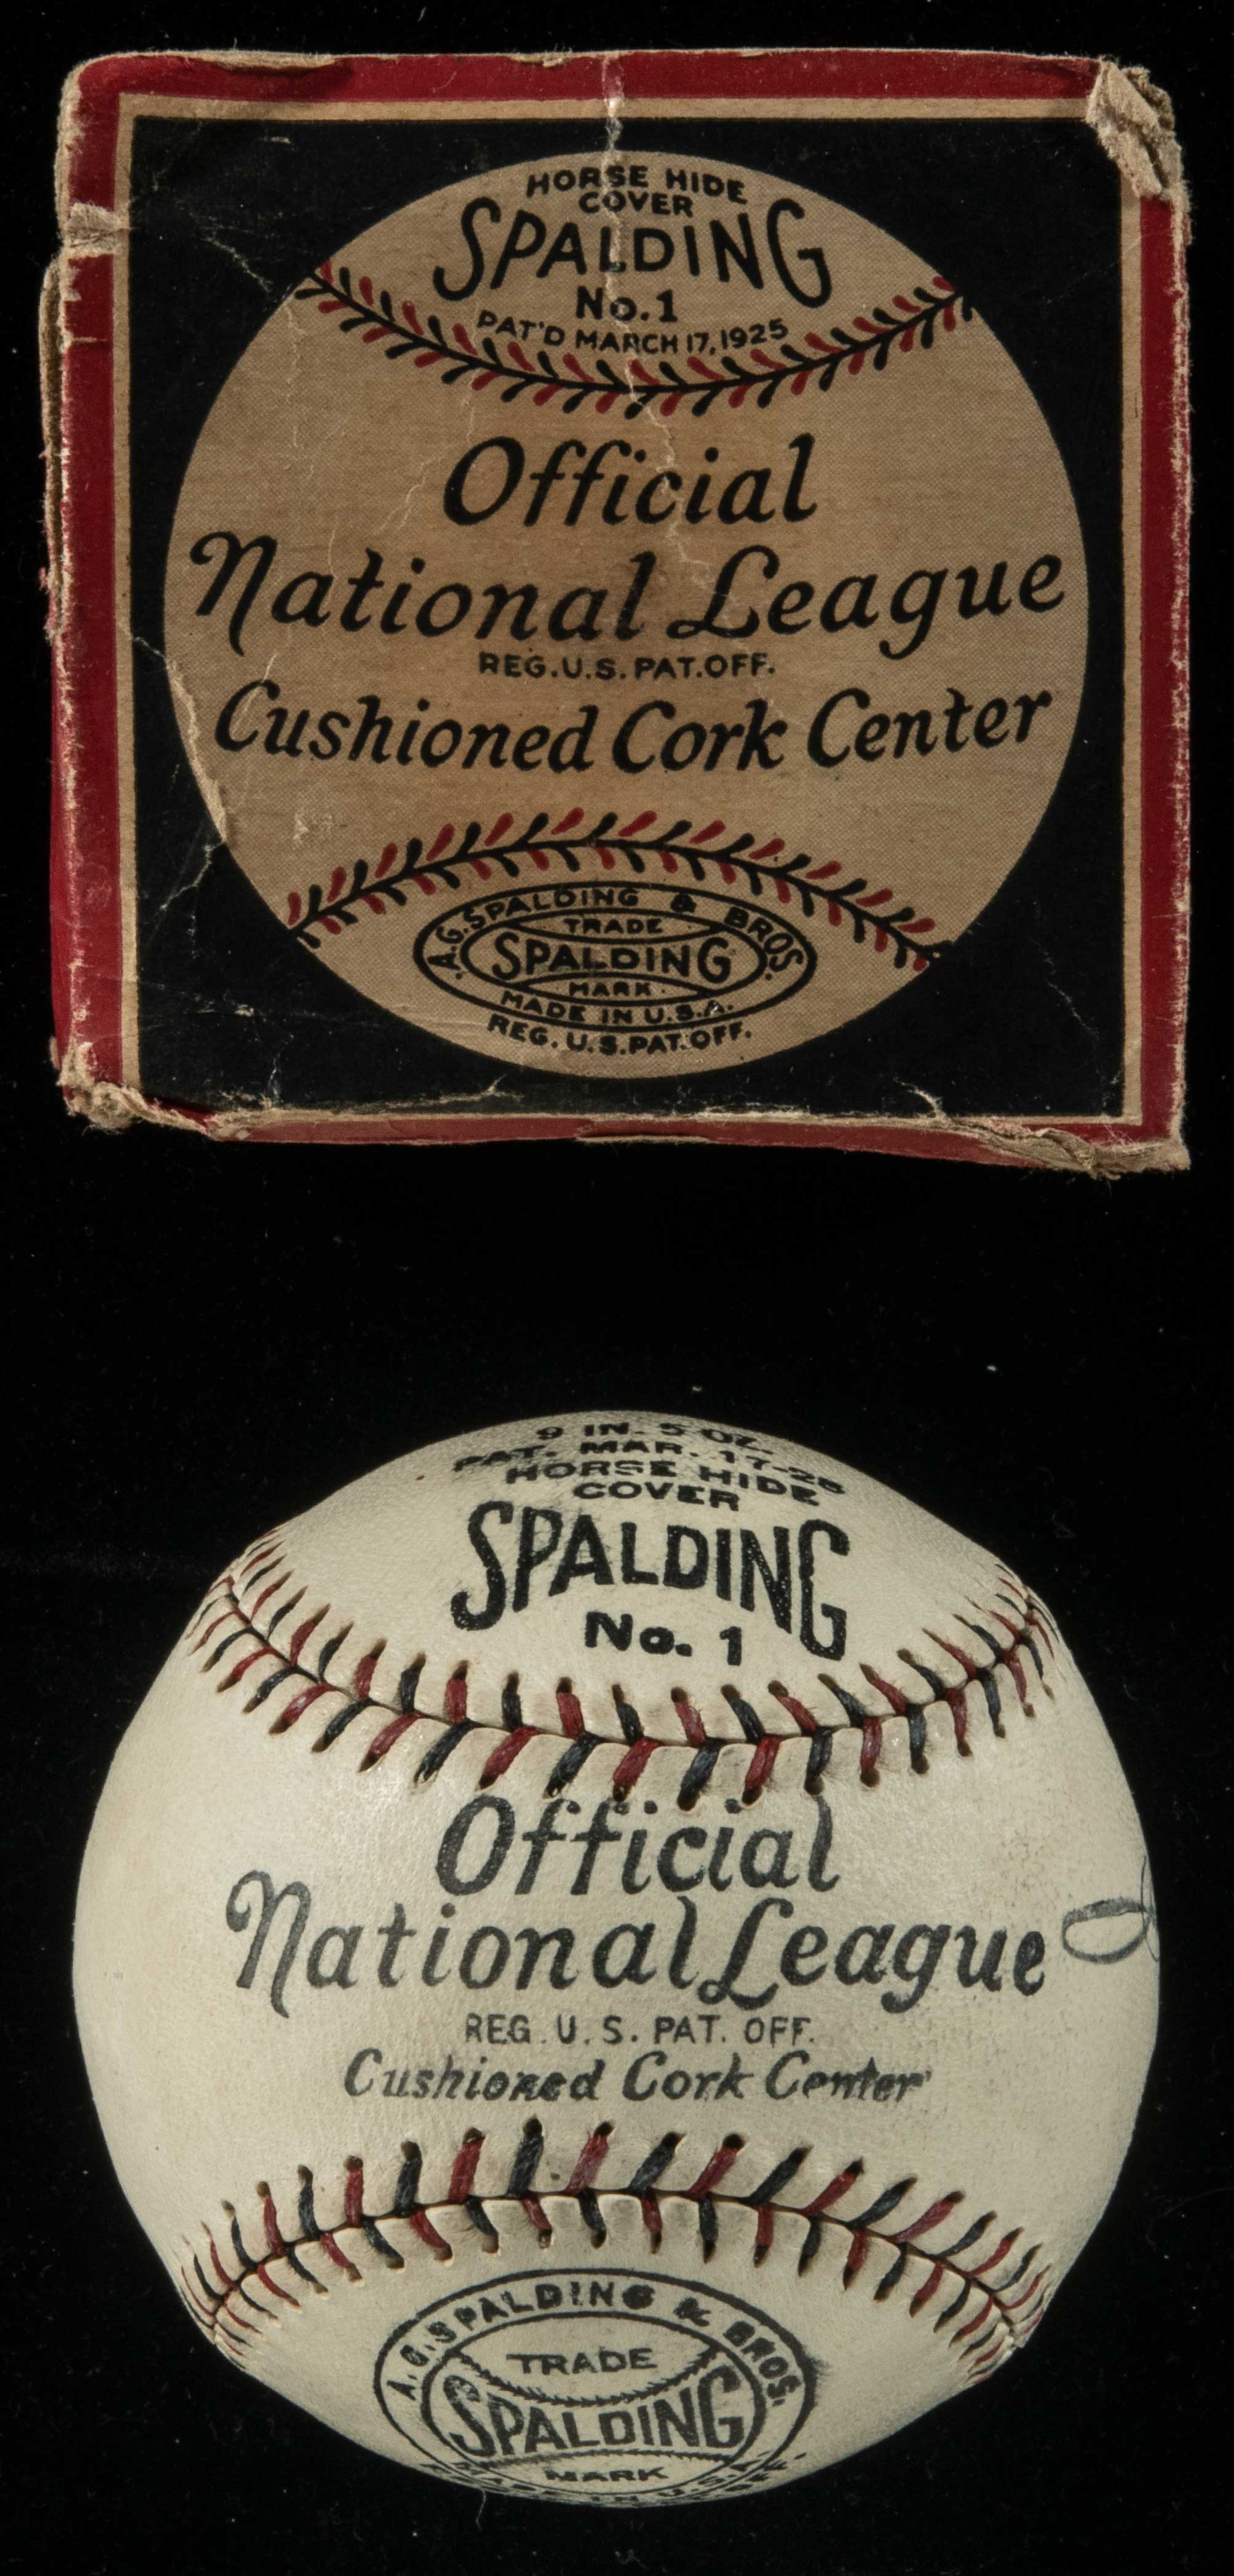 HORSE HIDE
COVER
SPALDING
No. 1
PAT'D MARCH 17, 1925
Official
National League
REG. U.S. PAT. OFF.
Cushioned Cork Center
A.G. SPALDING & BROS.
TRADE
SPALDING
MARK
MADE IN U.S.A.
REG. U.S. PAT. OFF.
9 IN. 5 OZ.
PAT. MAR. 17-25
HORSE HIDE
COVER
SPALDING
No. 1
Official
National League
REG. U.S. PAT. OFF.
Cushioned Cork Center
A.G. SPALDING & BROS.
TRADE
SPALDING
MARK
MADE IN U.S.A.